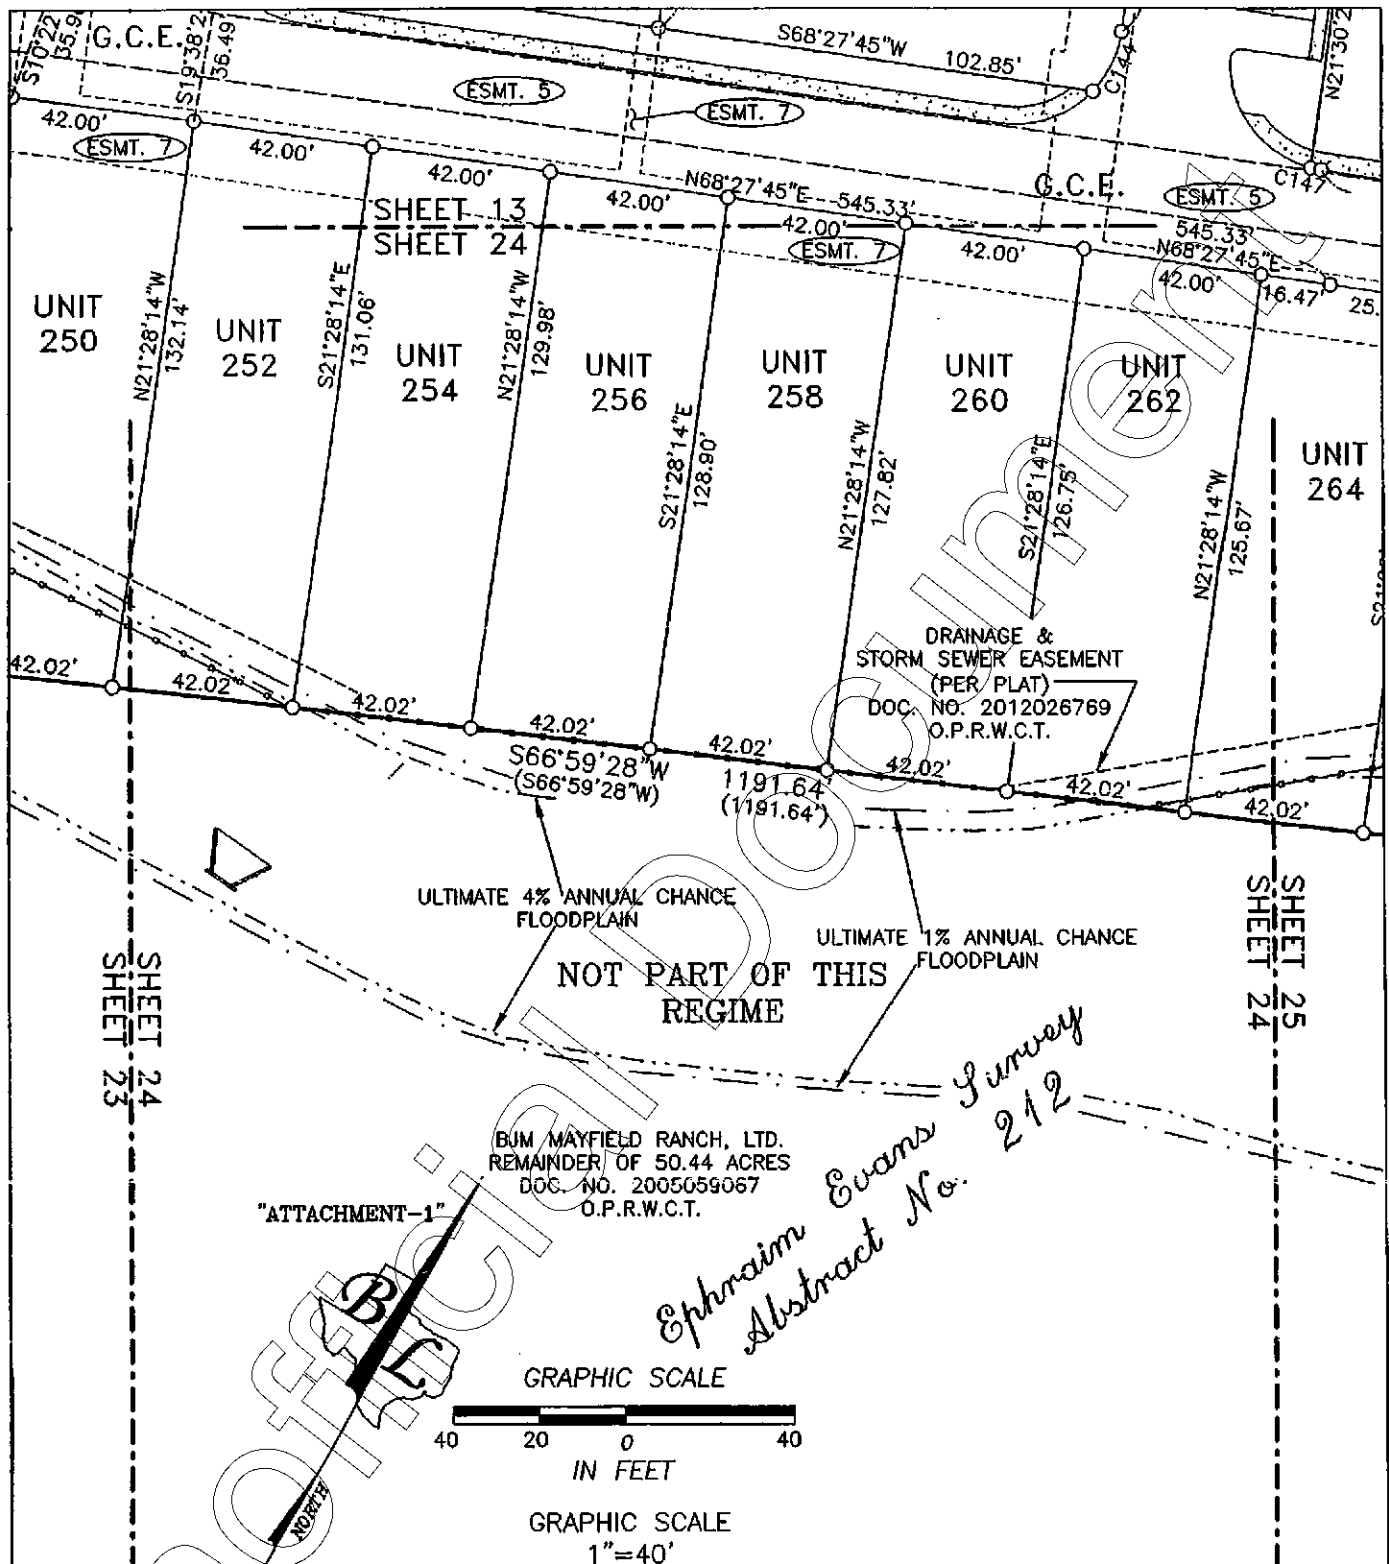 S10°22'
35.9
G.C.E.
S19°38'2
36.49
S68°27'45"W
102.85'
C144
N21°30'2
ESMT. 5
ESMT. 7
42.00'
ESMT. 7
42.00'
42.00'
42.00'
N68°27'45"E
545.33'
G.C.E.
C147
ESMT. 5
SHEET 13
SHEET 24
42.00'
ESMT. 7
42.00'
545.33'
N68°27'45"E
42.00'
16.47'
25.
UNIT
250
N21°28'14"W
132.14'
UNIT
252
S21°28'14"E
131.06'
UNIT
254
N21°28'14"W
129.98'
UNIT
256
S21°28'14"E
128.90'
UNIT
258
N21°28'14"W
127.82'
UNIT
260
S21°28'14"E
126.75'
UNIT
262
N21°28'14"W
125.67'
UNIT
264
DRAINAGE &
STORM SEWER EASEMENT
(PER PLAT)
DOC. NO. 2012026769
O.P.R.W.C.T.
42.02'
42.02'
42.02'
42.02'
42.02'
42.02'
42.02'
42.02'
S66°59'28"W
(S66°59'28"W)
1191.64'
(1191.64')
ULTIMATE 4% ANNUAL CHANCE
FLOODPLAIN
ULTIMATE 1% ANNUAL CHANCE
FLOODPLAIN
NOT PART OF THIS
REGIME
SHEET 24
SHEET 23
SHEET 25
SHEET 24
Ephraim Evans Survey
Abstract No. 212
BJM MAYFIELD RANCH, LTD.
REMAINDER OF 50.44 ACRES
DOC. NO. 2005059067
O.P.R.W.C.T.
"ATTACHMENT-1"
B
L
NORTH
GRAPHIC SCALE
40 20 0 40
IN FEET
GRAPHIC SCALE
1"=40'
official Document